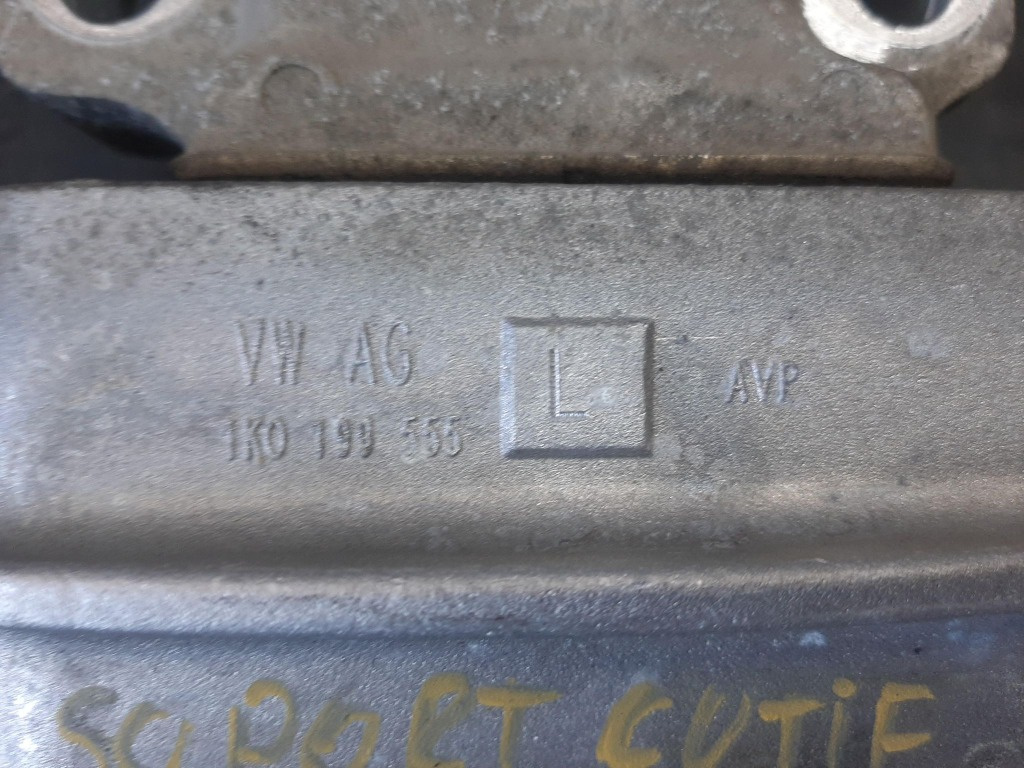 VW AG
1K0 199 555
L
AVP
SUPORT CUTIE